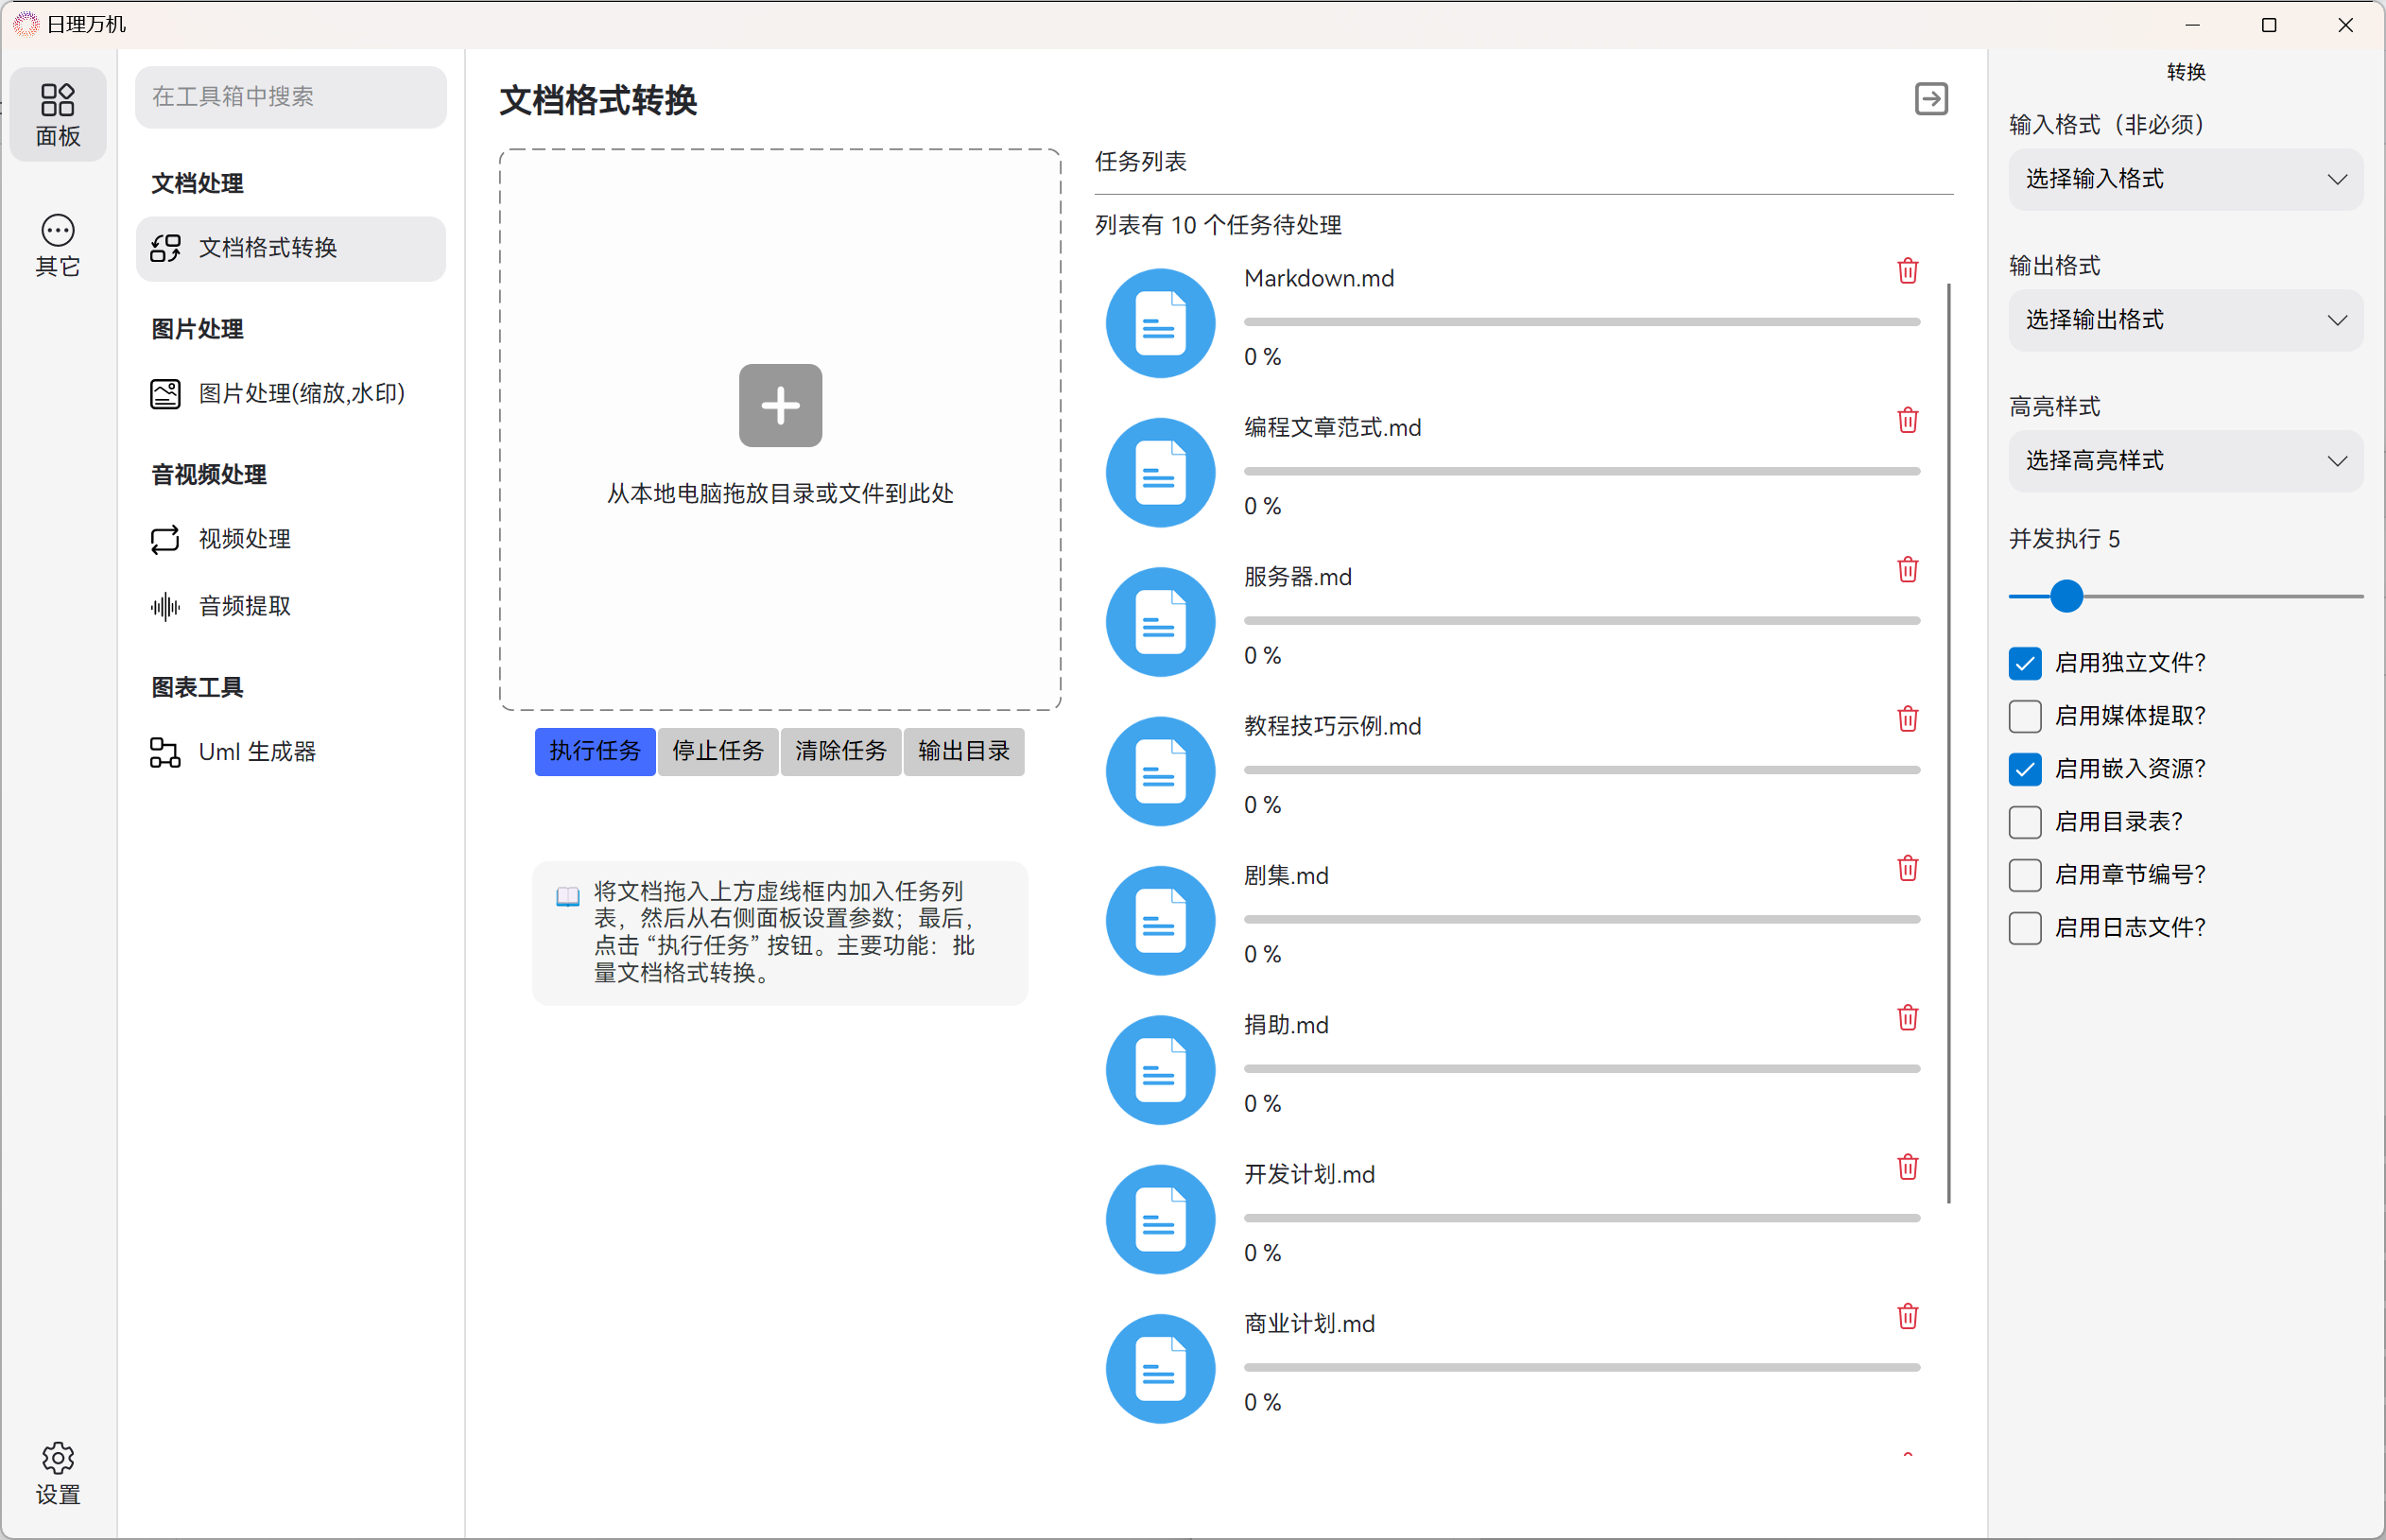 日理万机
面板
其它
设置
在工具箱中搜索
文档处理
文档格式转换
图片处理
图片处理(缩放,水印)
音视频处理
视频处理
音频提取
图表工具
Uml 生成器
文档格式转换
从本地电脑拖放目录或文件到此处
执行任务 停止任务 清除任务 输出目录
将文档拖入上方虚线框内加入任务列
表，然后从右侧面板设置参数；最后，
点击 “执行任务” 按钮。主要功能：批
量文档格式转换。
任务列表
列表有 10 个任务待处理
Markdown.md
0 %
编程文章范式.md
0 %
服务器.md
0 %
教程技巧示例.md
0 %
剧集.md
0 %
捐助.md
0 %
开发计划.md
0 %
商业计划.md
0 %
转换
输入格式（非必须）
选择输入格式
输出格式
选择输出格式
高亮样式
选择高亮样式
并发执行 5
启用独立文件?
启用媒体提取?
启用嵌入资源?
启用目录表?
启用章节编号?
启用日志文件?